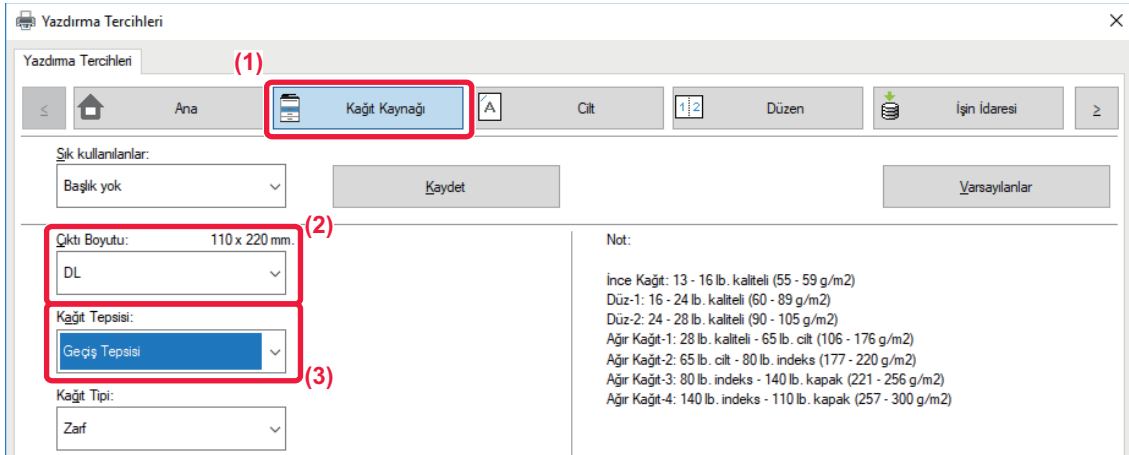 Yazdırma Tercihleri
Yazdırma Tercihleri
(1)
≤ Ana Kağıt Kaynağı A Cilt 1 2 Düzen İşin İdaresi ≥
Sık kullanılanlar:
Başlık yok Kaydet Varsayılanlar
(2)
Çıktı Boyutu: 110 x 220 mm.
DL
Kağıt Tepsisi:
Geçiş Tepsisi
(3)
Kağıt Tipi:
Zarf
Not:
İnce Kağıt: 13 - 16 lb. kaliteli (55 - 59 g/m2)
Düz-1: 16 - 24 lb. kaliteli (60 - 89 g/m2)
Düz-2: 24 - 28 lb. kaliteli (90 - 105 g/m2)
Ağır Kağıt-1: 28 lb. kaliteli - 65 lb. cilt (106 - 176 g/m2)
Ağır Kağıt-2: 65 lb. cilt - 80 lb. indeks (177 - 220 g/m2)
Ağır Kağıt-3: 80 lb. indeks - 140 lb. kapak (221 - 256 g/m2)
Ağır Kağıt-4: 140 lb. indeks - 110 lb. kapak (257 - 300 g/m2)